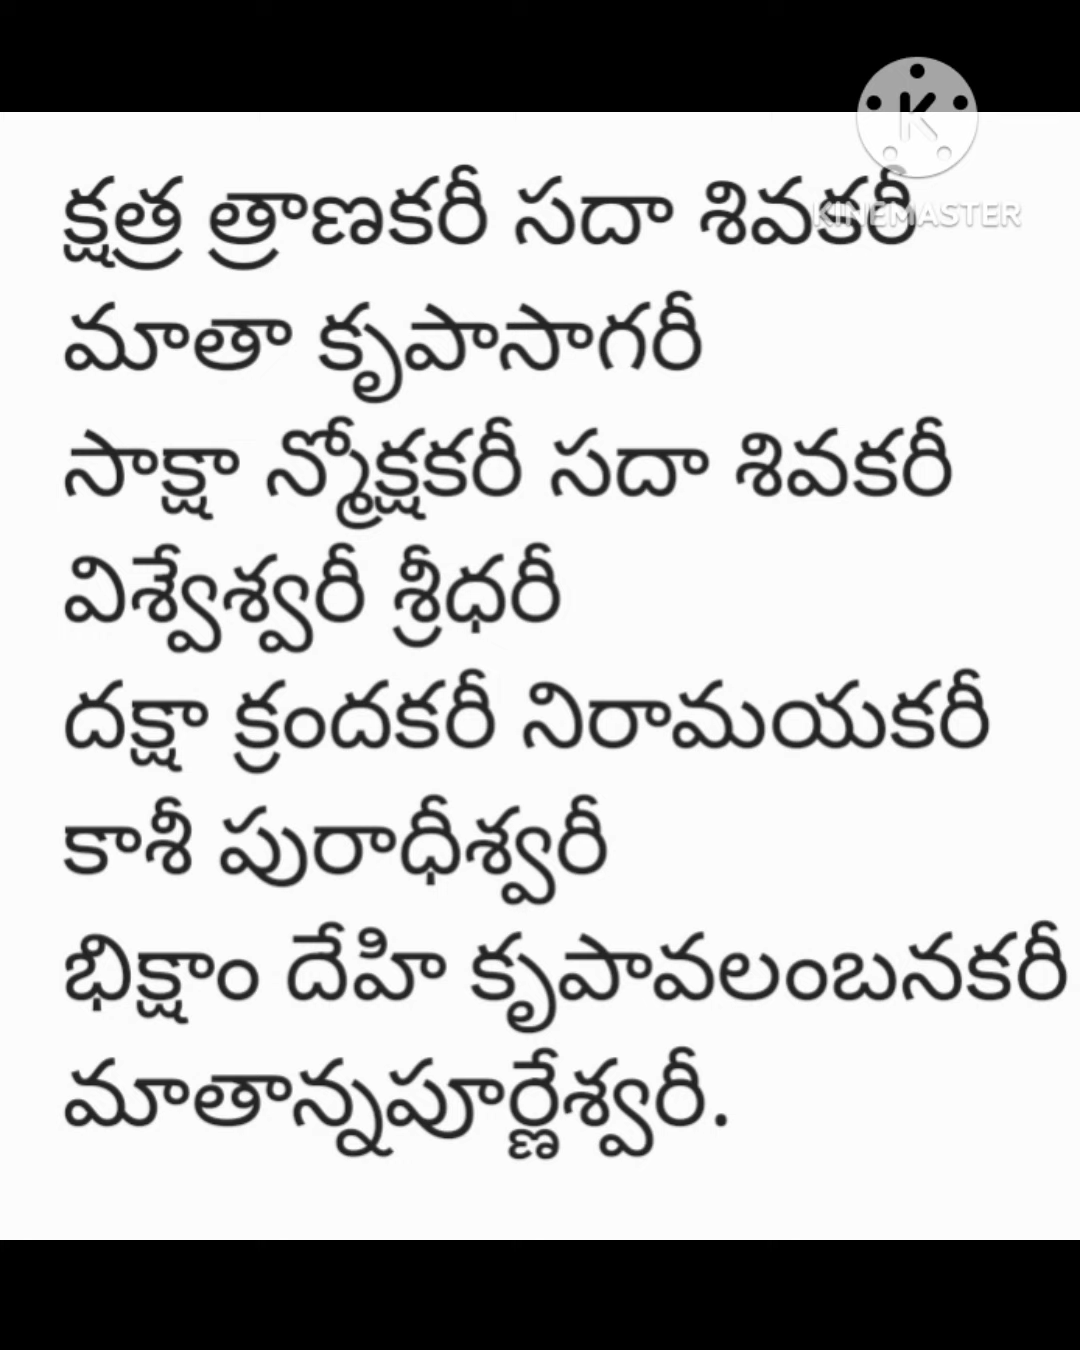 KINEMASTER
క్షత్ర త్రాణకరీ సదా శివకరీ
మాతా కృపాసాగరీ
సాక్షా న్మోక్షకరీ సదా శివకరీ
విశ్వేశ్వరీ శ్రీధరీ
దక్షా క్రందకరీ నిరామయకరీ
కాశీ పురాధీశ్వరీ
భిక్షాం దేహి కృపావలంబనకరీ
మాతాన్నపూర్ణేశ్వరీ.